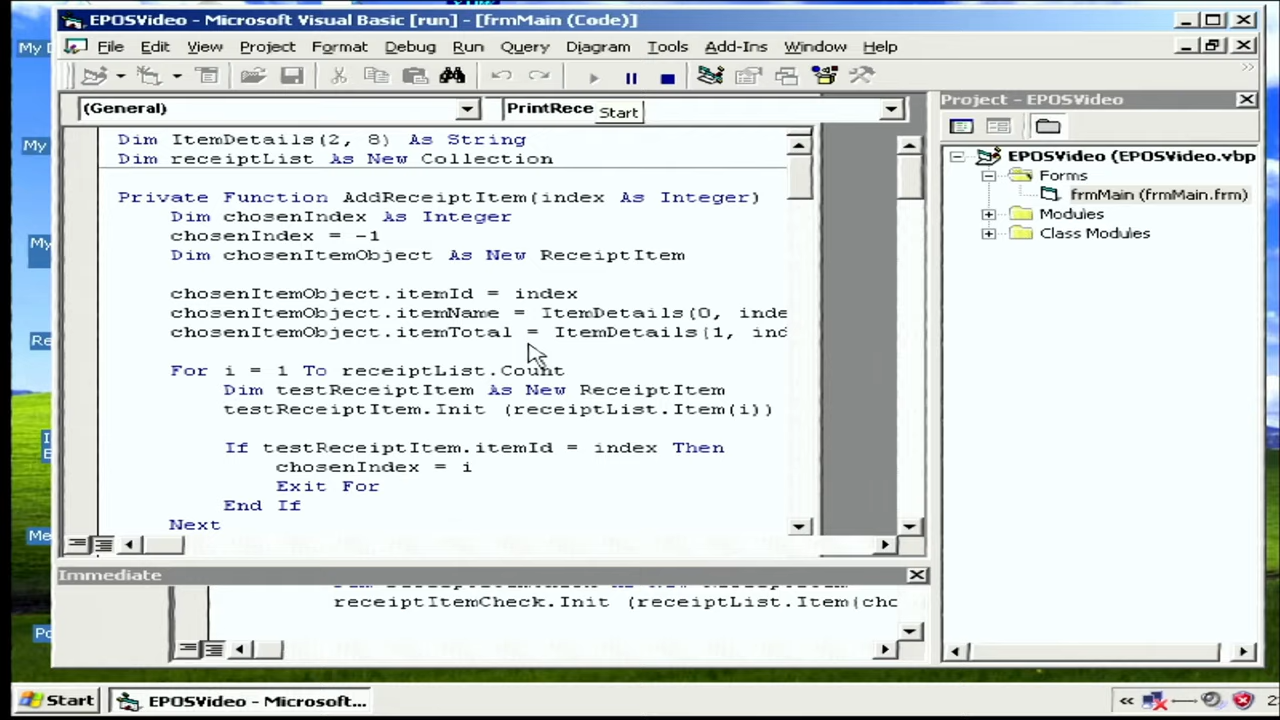 EPOSVideo - Microsoft Visual Basic [run] - [frmMain (Code)]
File Edit View Project Format Debug Run Query Diagram Tools Add-Ins Window Help
(General)
PrintRece
Start
Project - EPOSVideo
EPOSVideo (EPOSVideo.vbp
Forms
frmMain (frmMain.frm)
Modules
Class Modules
Dim ItemDetails(2, 8) As String
Dim receiptList As New Collection
Private Function AddReceiptItem(index As Integer)
Dim chosenIndex As Integer
chosenIndex = -1
Dim chosenItemObject As New ReceiptItem
chosenItemObject.itemId = index
chosenItemObject.itemName = ItemDetails(0, inde
chosenItemObject.itemTotal = ItemDetails(1, ind
For i = 1 To receiptList.Count
Dim testReceiptItem As New ReceiptItem
testReceiptItem.Init (receiptList.Item(i))
If testReceiptItem.itemId = index Then
chosenIndex = i
Exit For
End If
Next
Immediate
receiptItemCheck.Init (receiptList.Item(cho
My
My
Re
Me
Start
EPOSVideo - Microsoft...
2